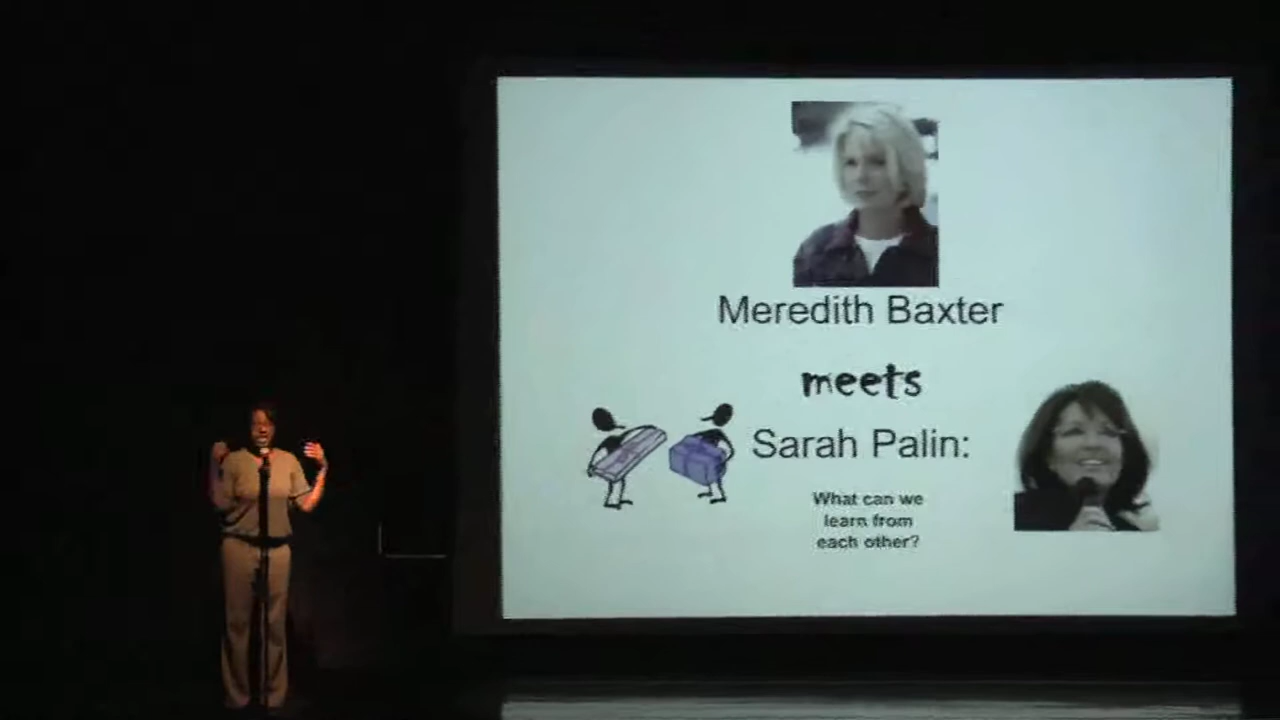 Meredith Baxter
meets
Sarah Palin:
What can we
learn from
each other?